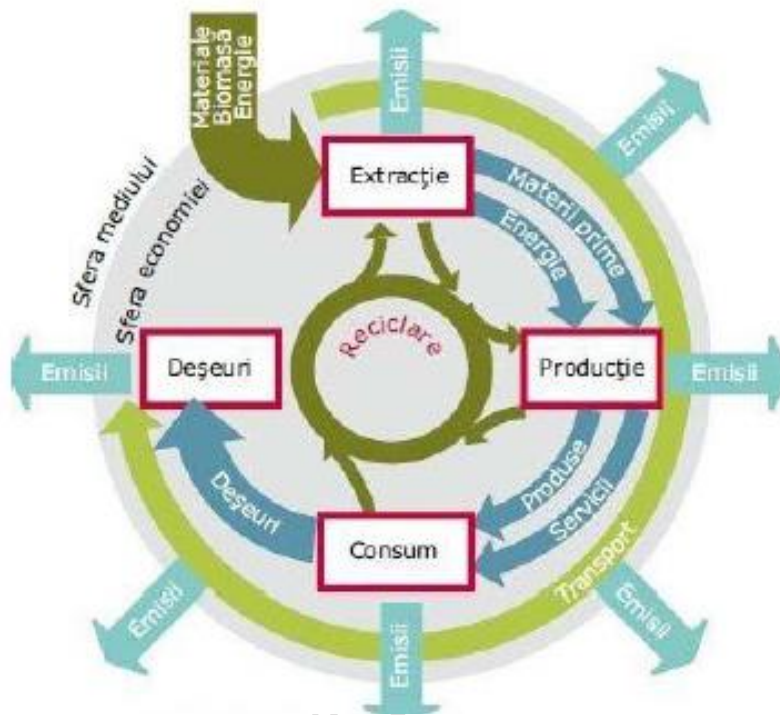 Materiale
Biomasă
Energie
Emisii
Emisii
Extracţie
Materii prime
Energie
Sfera mediului
Sfera economiei
Reciclare
Emisii
Deşeuri
Producţie
Emisii
Deşeuri
Produse
Servicii
Consum
Transport
Emisii
Emisii
Emisii